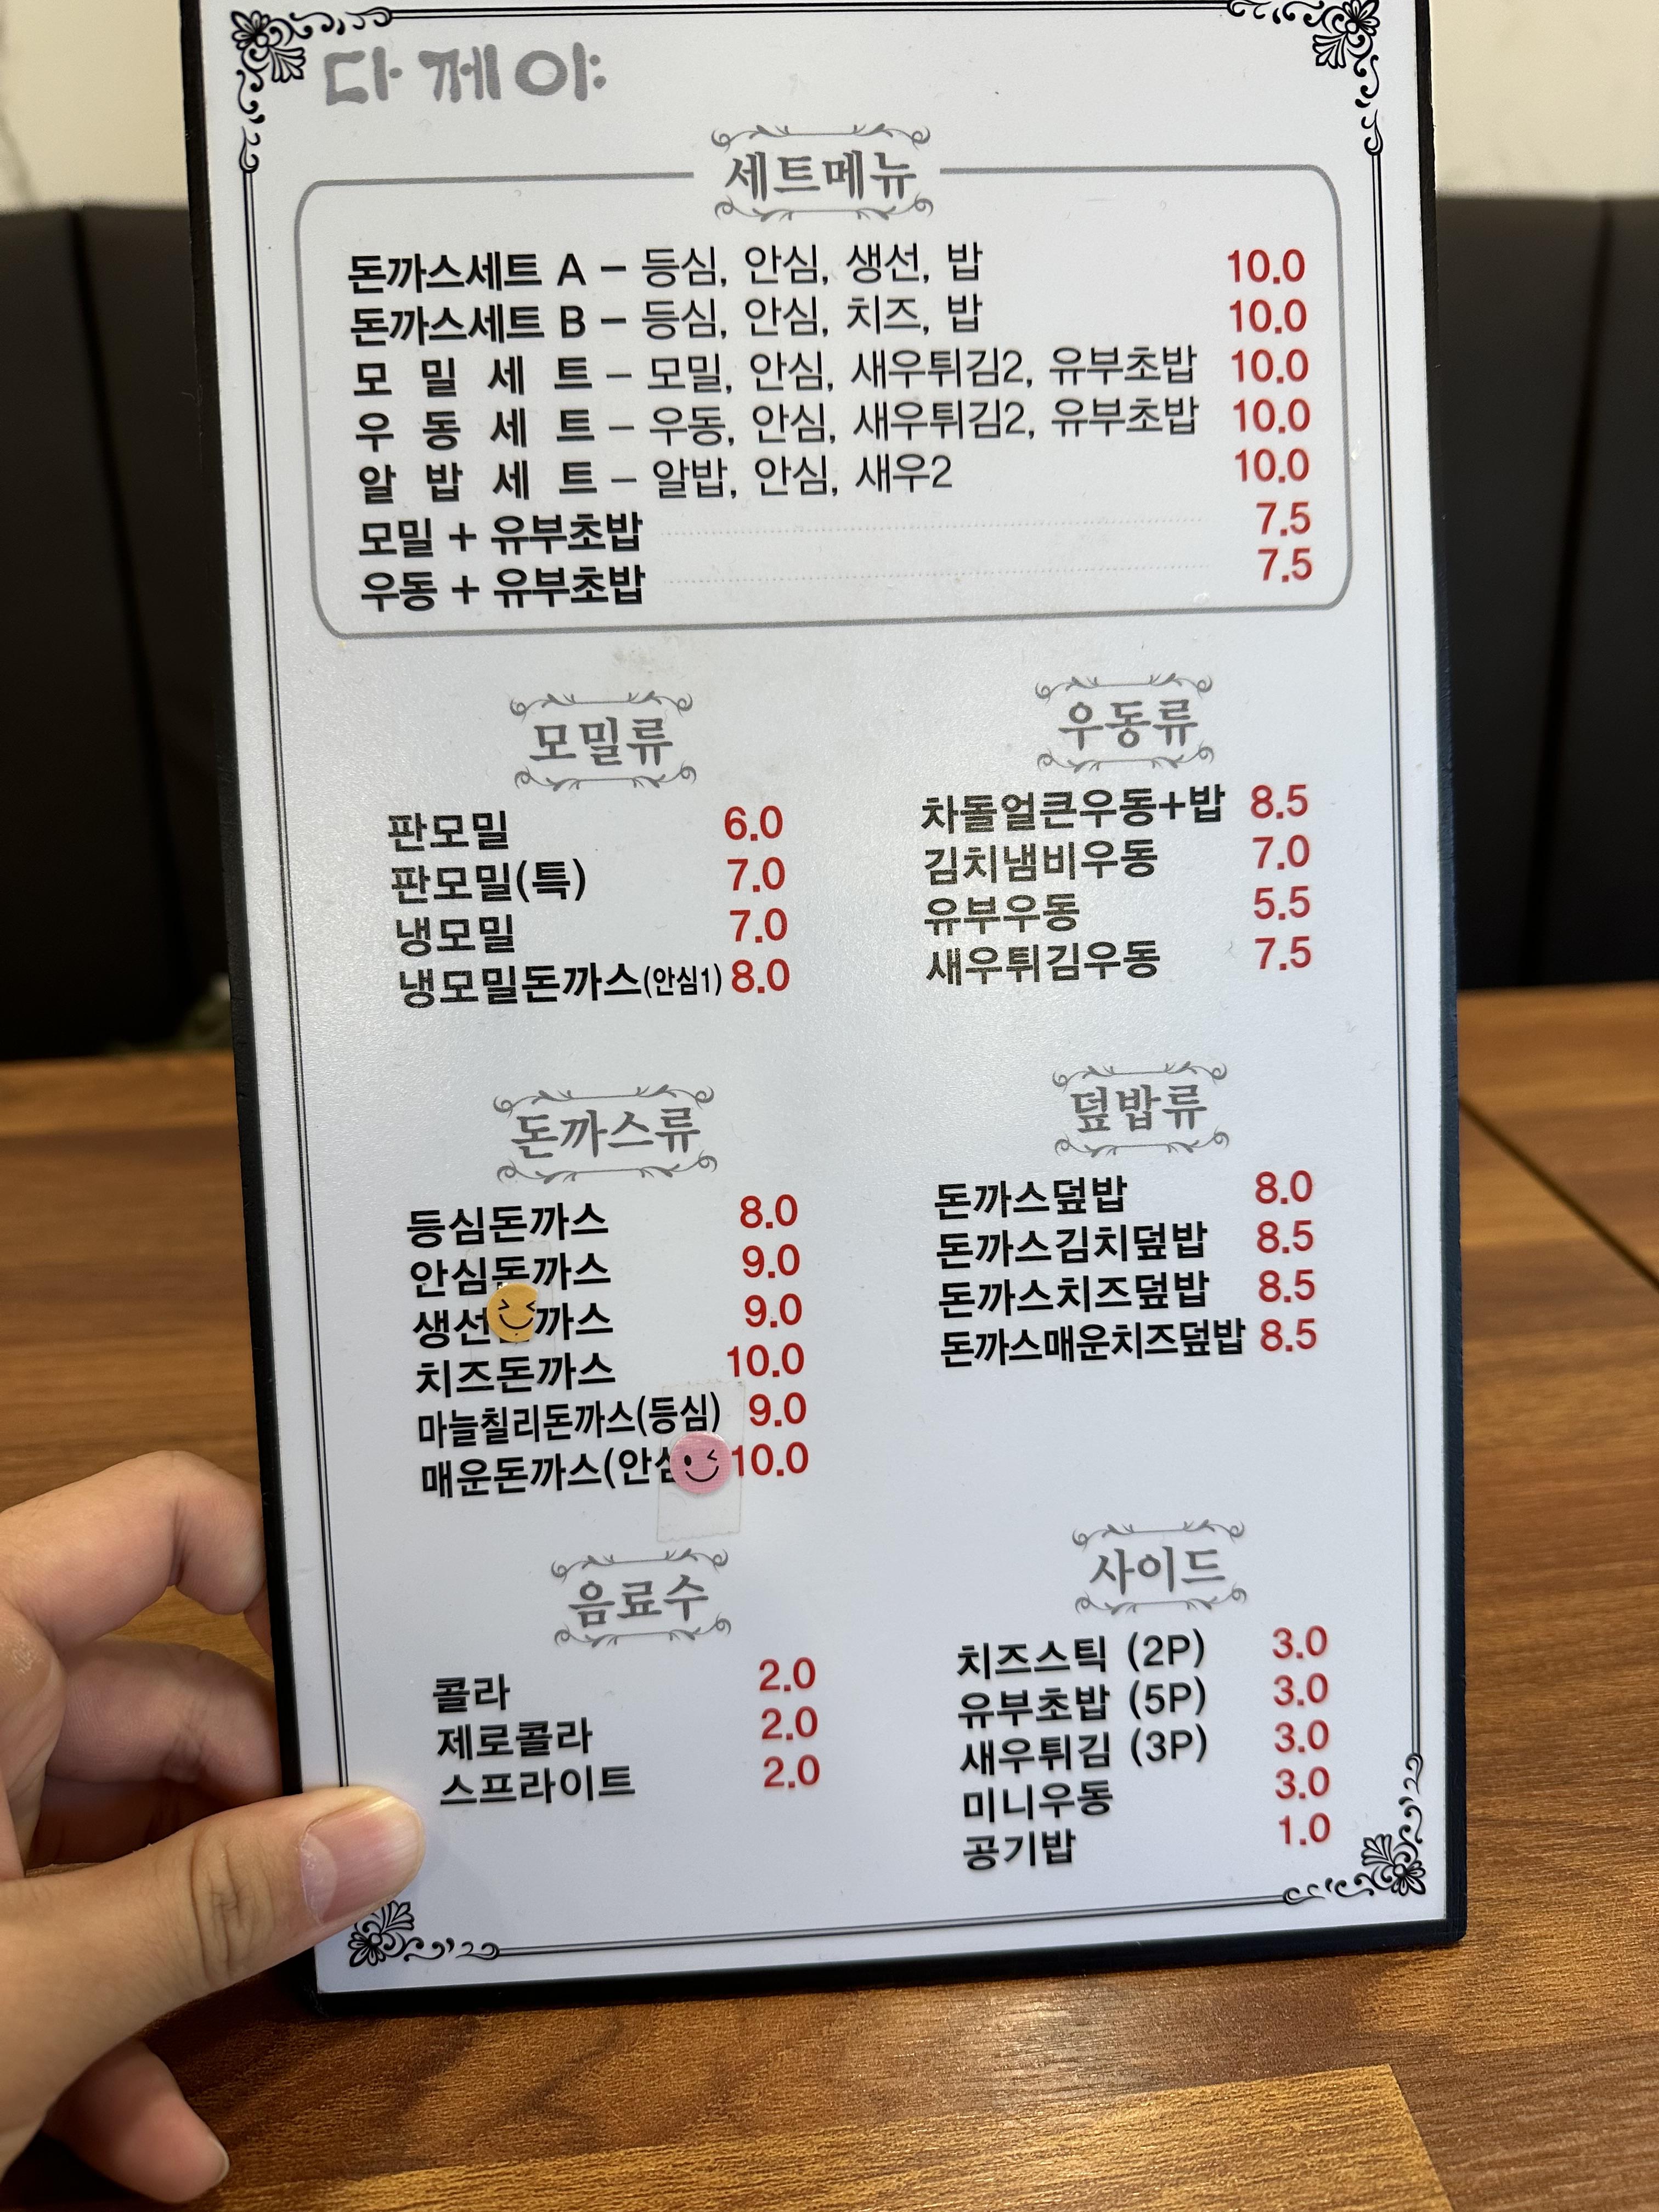 다께야
세트메뉴
돈까스세트 A – 등심, 안심, 생선, 밥 10.0
돈까스세트 B – 등심, 안심, 치즈, 밥 10.0
모 밀 세 트 – 모밀, 안심, 새우튀김2, 유부초밥 10.0
우 동 세 트 – 우동, 안심, 새우튀김2, 유부초밥 10.0
알 밥 세 트 – 알밥, 안심, 새우2 10.0
모밀 + 유부초밥 7.5
우동 + 유부초밥 7.5
모밀류
판모밀 6.0
판모밀(특) 7.0
냉모밀 7.0
냉모밀돈까스(안심1) 8.0
우동류
차돌얼큰우동+밥 8.5
김치냄비우동 7.0
유부우동 5.5
새우튀김우동 7.5
돈까스류
등심돈까스 8.0
안심돈까스 9.0
생선 까스 9.0
치즈돈까스 10.0
마늘칠리돈까스(등심) 9.0
매운돈까스(안 10.0
덮밥류
돈까스덮밥 8.0
돈까스김치덮밥 8.5
돈까스치즈덮밥 8.5
돈까스매운치즈덮밥 8.5
음료수
콜라 2.0
제로콜라 2.0
스프라이트 2.0
사이드
치즈스틱 (2P) 3.0
유부초밥 (5P) 3.0
새우튀김 (3P) 3.0
미니우동 3.0
공기밥 1.0